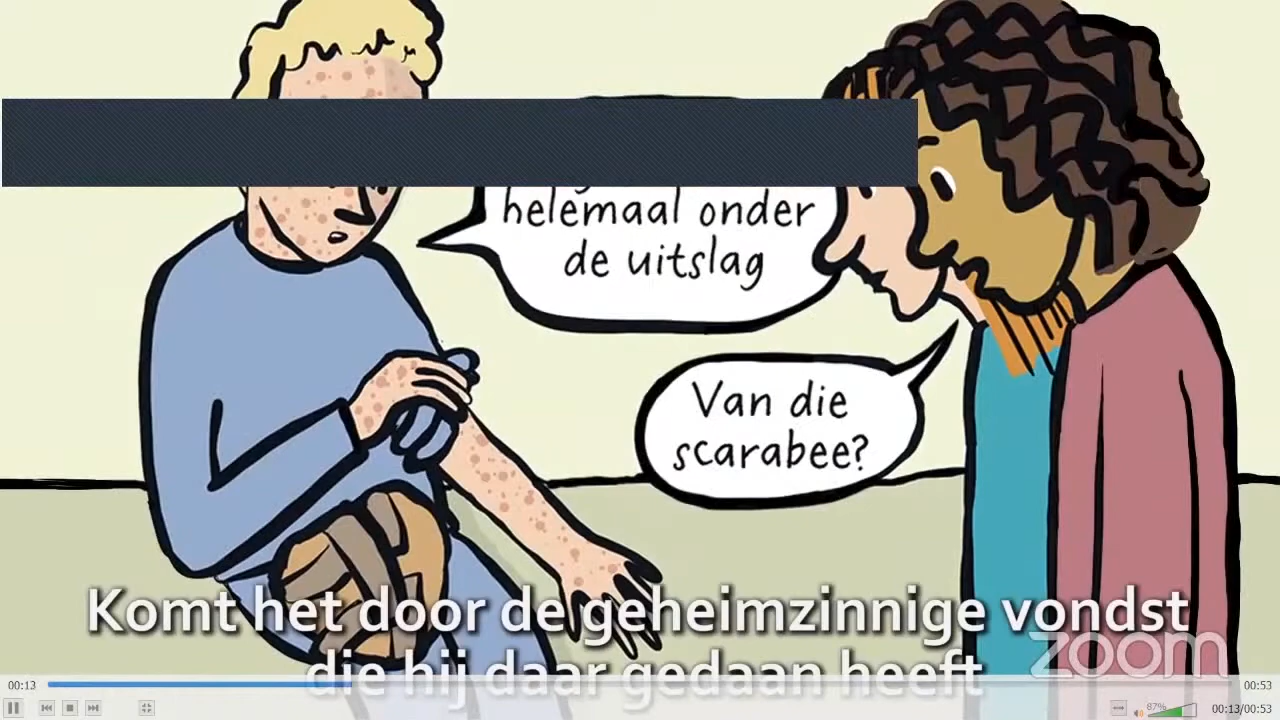 helemaal onder
de uitslag
Van die
scarabee?
Komt het door de geheimzinnige vondst
die hij daar gedaan heeft
zoom
00:13
00:53
87%
00:13/00:53